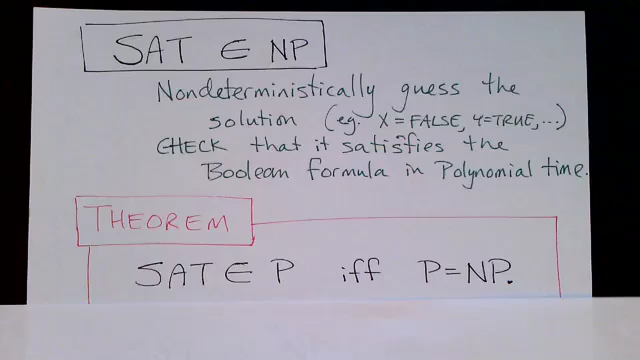 SAT ∈ NP
Nondeterministically guess the
solution (eg. X = FALSE, Y=TRUE,...)
CHECK that it satisfies the
Boolean formula in Polynomial time.
THEOREM
SAT ∈ P iff P=NP.